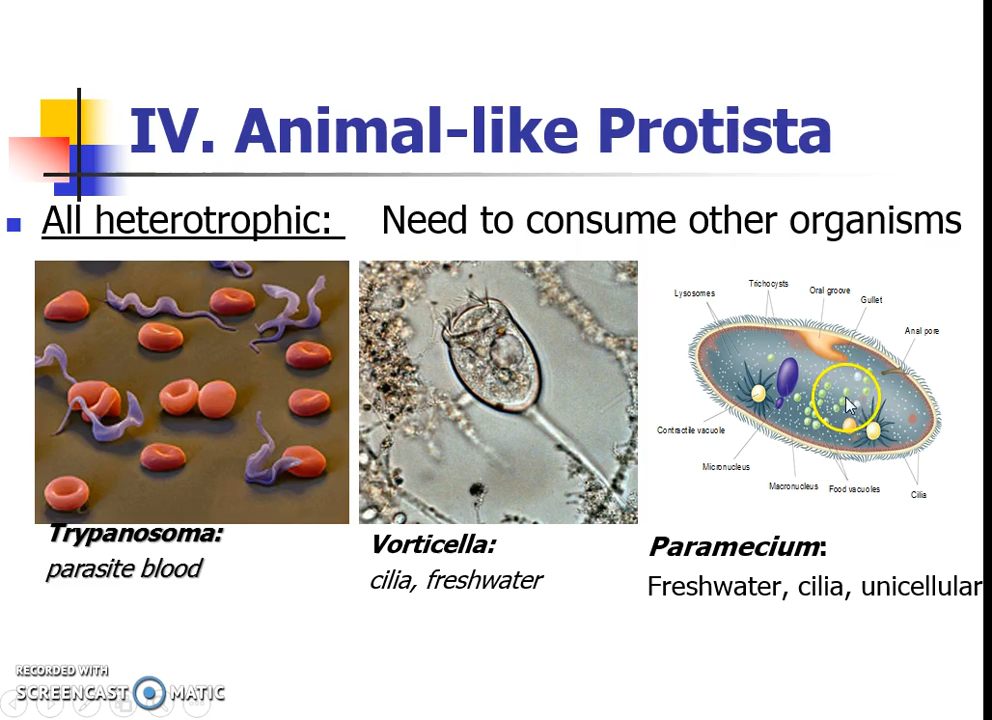 IV. Animal-like Protista
All heterotrophic: Need to consume other organisms
Trichocysts
Lysosomes
Oral groove
Gullet
Anal pore
Contractile vacuole
Micronucleus
Macronucleus
Food vacuoles
Cilia
Trypanosoma:
parasite blood
Vorticella:
cilia, freshwater
Paramecium:
Freshwater, cilia, unicellular
RECORDED WITH
SCREENCAST MATIC